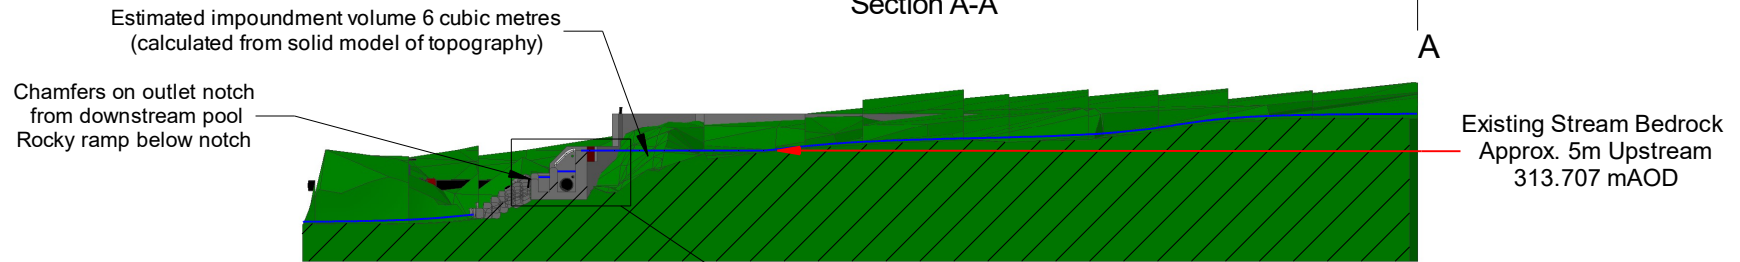 Section A-A
Estimated impoundment volume 6 cubic metres
(calculated from solid model of topography)
A
Chamfers on outlet notch
from downstream pool
Rocky ramp below notch
Existing Stream Bedrock
Approx. 5m Upstream
313.707 mAOD